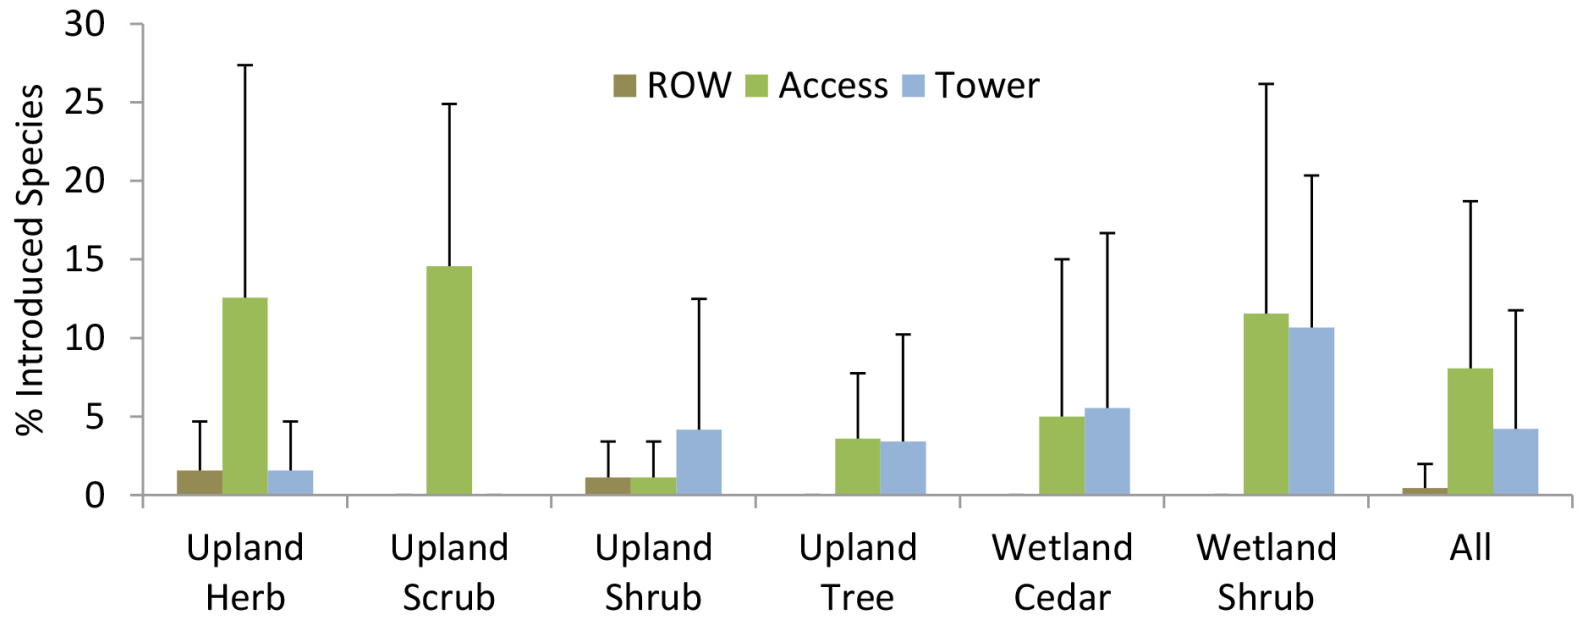 % Introduced Species
30
25
20
15
10
5
0
ROW Access Tower
Upland Herb
Upland Scrub
Upland Shrub
Upland Tree
Wetland Cedar
Wetland Shrub
All